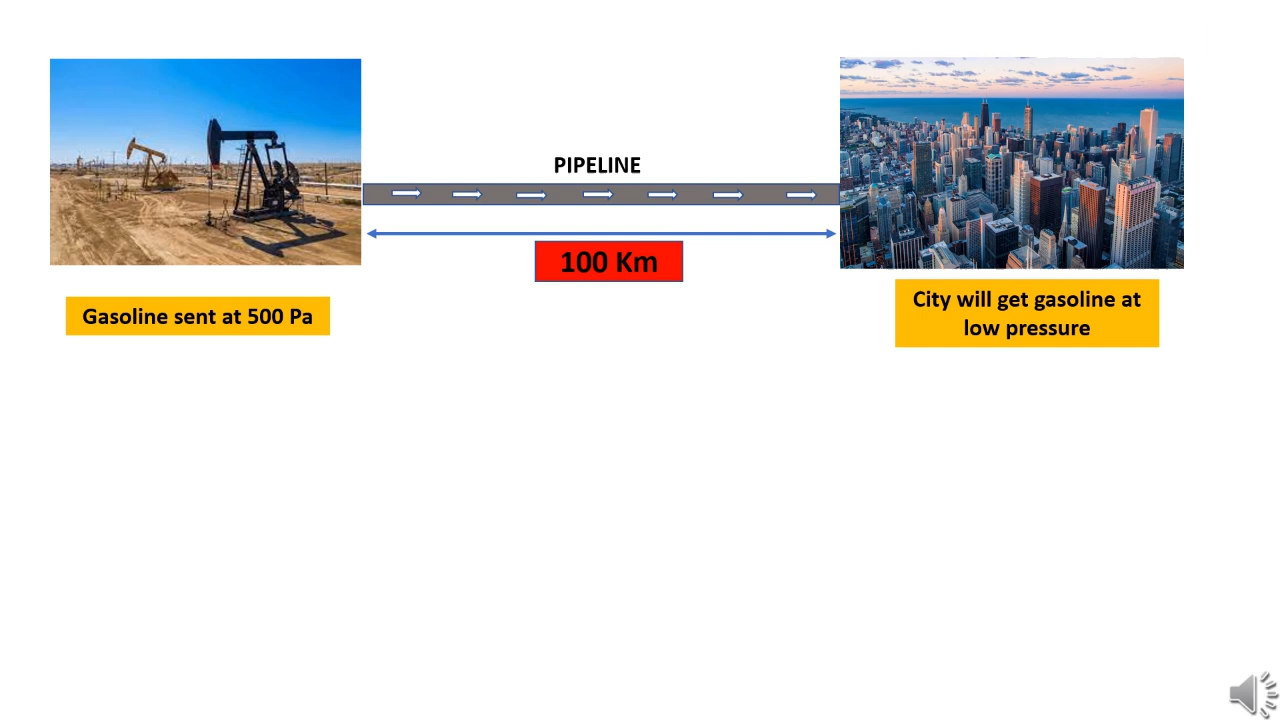 PIPELINE
100 Km
Gasoline sent at 500 Pa
City will get gasoline at
low pressure